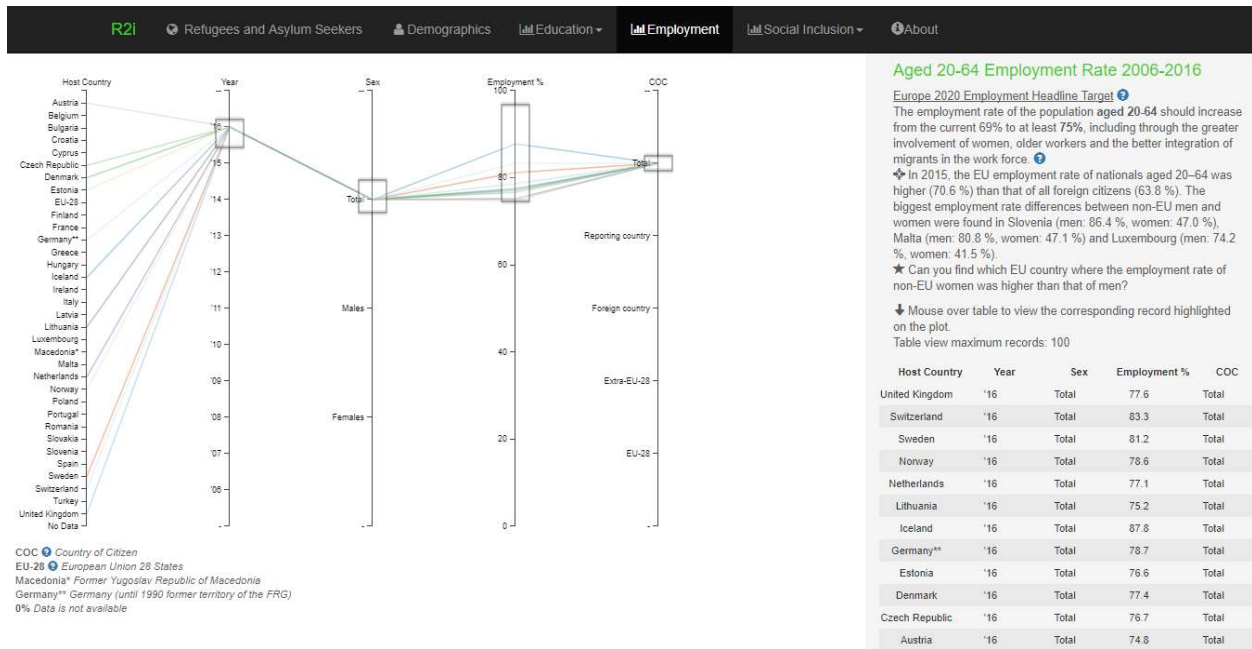 R2i Refugees and Asylum Seekers Demographics Education Employment Social Inclusion About
Host Country Year Sex Employment % COC
Austria
Belgium
Bulgaria
Croatia
Cyprus
Czech Republic
Denmark
Estonia
EU-28
Finland
France
Germany**
Greece
Hungary
Iceland
Ireland
Italy
Latvia
Lithuania
Luxembourg
Macedonia*
Malta
Netherlands
Norway
Poland
Portugal
Romania
Slovakia
Slovenia
Spain
Sweden
Switzerland
Turkey
United Kingdom
No Data
--
'16
'15
'14
'13
'12
'11
'10
'09
'08
'07
'06
-
--
Total
Males
Females
-
100
80
60
40
20
0
--
Total
Reporting country
Foreign country
Extra-EU-28
EU-28
-
COC Country of Citizen
EU-28 European Union 28 States
Macedonia* Former Yugoslav Republic of Macedonia
Germany** Germany (until 1990 former territory of the FRG)
0% Data is not available
Aged 20-64 Employment Rate 2006-2016
Europe 2020 Employment Headline Target
The employment rate of the population aged 20-64 should increase
from the current 69% to at least 75%, including through the greater
involvement of women, older workers and the better integration of
migrants in the work force.
In 2015, the EU employment rate of nationals aged 20–64 was
higher (70.6 %) than that of all foreign citizens (63.8 %). The
biggest employment rate differences between non-EU men and
women were found in Slovenia (men: 86.4 %, women: 47.0 %),
Malta (men: 80.8 %, women: 47.1 %) and Luxembourg (men: 74.2
%, women: 41.5 %).
★ Can you find which EU country where the employment rate of
non-EU women was higher than that of men?
Mouse over table to view the corresponding record highlighted
on the plot.
Table view maximum records: 100
Host Country Year Sex Employment % COC
United Kingdom '16 Total 77.6 Total
Switzerland '16 Total 83.3 Total
Sweden '16 Total 81.2 Total
Norway '16 Total 78.6 Total
Netherlands '16 Total 77.1 Total
Lithuania '16 Total 75.2 Total
Iceland '16 Total 87.8 Total
Germany** '16 Total 78.7 Total
Estonia '16 Total 76.6 Total
Denmark '16 Total 77.4 Total
Czech Republic '16 Total 76.7 Total
Austria '16 Total 74.8 Total